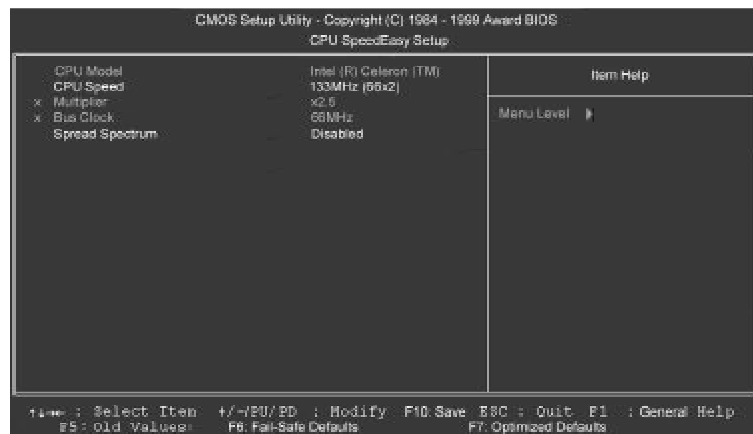 CMOS Setup Utility - Copyright (C) 1984 - 1999 Award BIOS
CPU SpeedEasy Setup
CPU Model Intel (R) Celeron (TM)
CPU Speed 133MHz (66x2)
x Multiplier x2.5
x Bus Clock 66MHz
Spread Spectrum Disabled
Item Help
Menu Level ▶
↑↓←→ : Select Item +/-/PU/PD : Modify F10: Save ESC : Quit F1 : General Help
F5: Old Values F6: Fail-Safe Defaults F7: Optimized Defaults